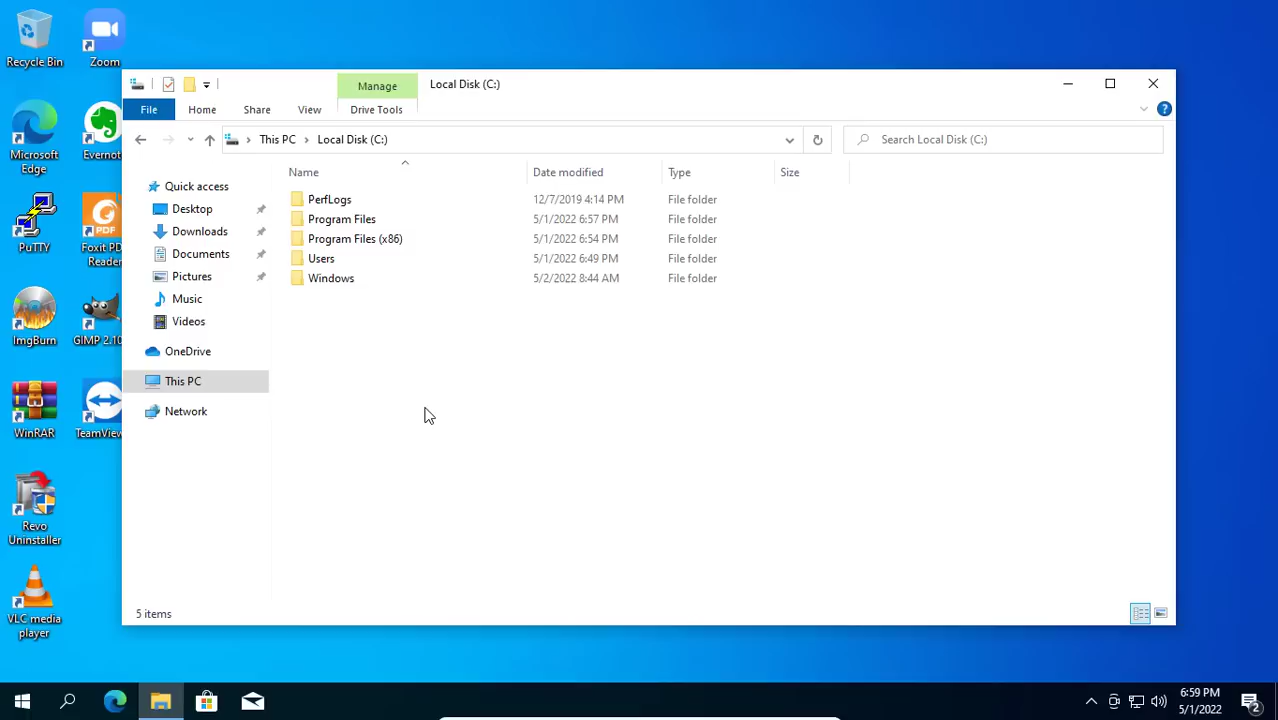 Recycle Bin
Zoom
Microsoft
Edge
Evernot
PuTTY
Foxit PD
Reader
ImgBurn
GIMP 2.10
WinRAR
TeamView
Revo
Uninstaller
VLC media
player
Manage
Local Disk (C:)
File
Home
Share
View
Drive Tools
This PC
Local Disk (C:)
Search Local Disk (C:)
Quick access
Desktop
Downloads
Documents
Pictures
Music
Videos
OneDrive
This PC
Network
Name
Date modified
Type
Size
PerfLogs
12/7/2019 4:14 PM
File folder
Program Files
5/1/2022 6:57 PM
File folder
Program Files (x86)
5/1/2022 6:54 PM
File folder
Users
5/1/2022 6:49 PM
File folder
Windows
5/2/2022 8:44 AM
File folder
5 items
6:59 PM
5/1/2022
2